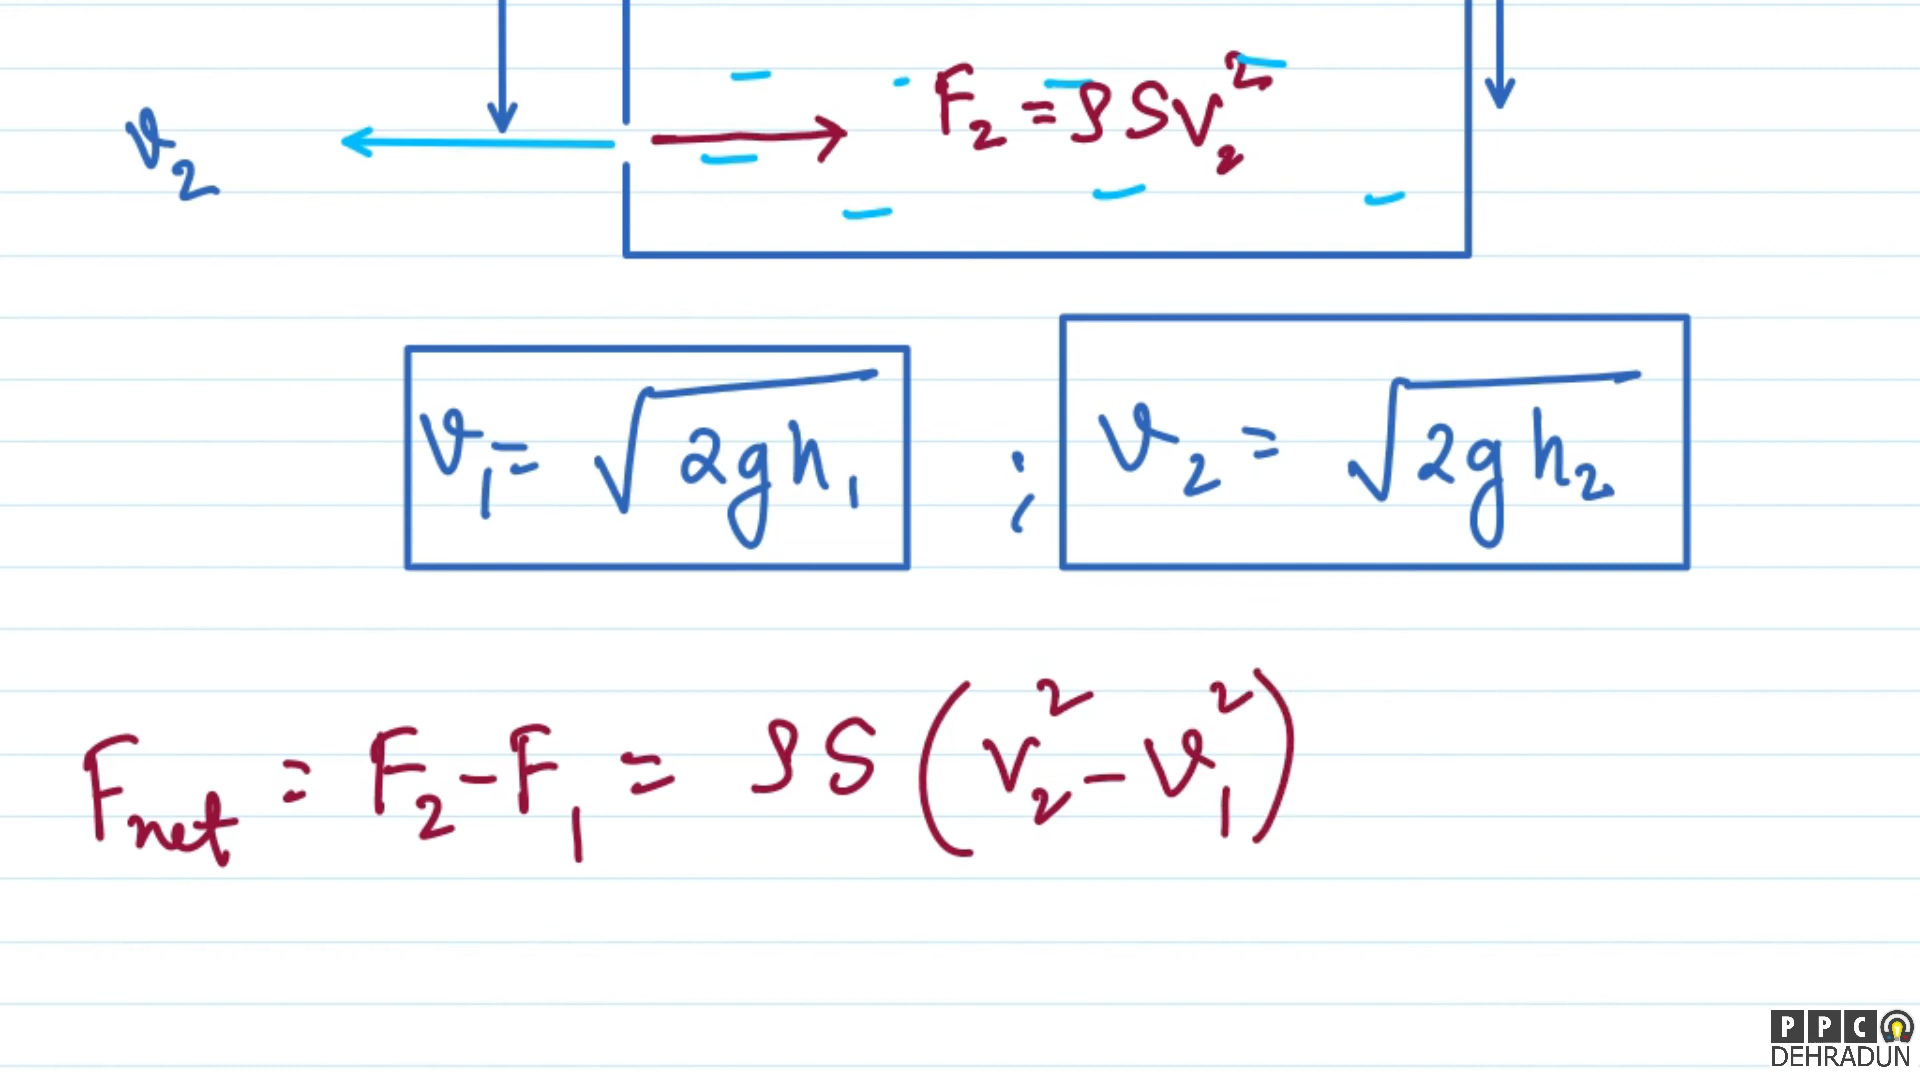 F₂ = ρSv₂²
v₂
v₁ = √2gh₁ ; v₂ = √2gh₂
Fnet = F₂ - F₁ = ρS(v₂² - v₁²)
PPC
DEHRADUN